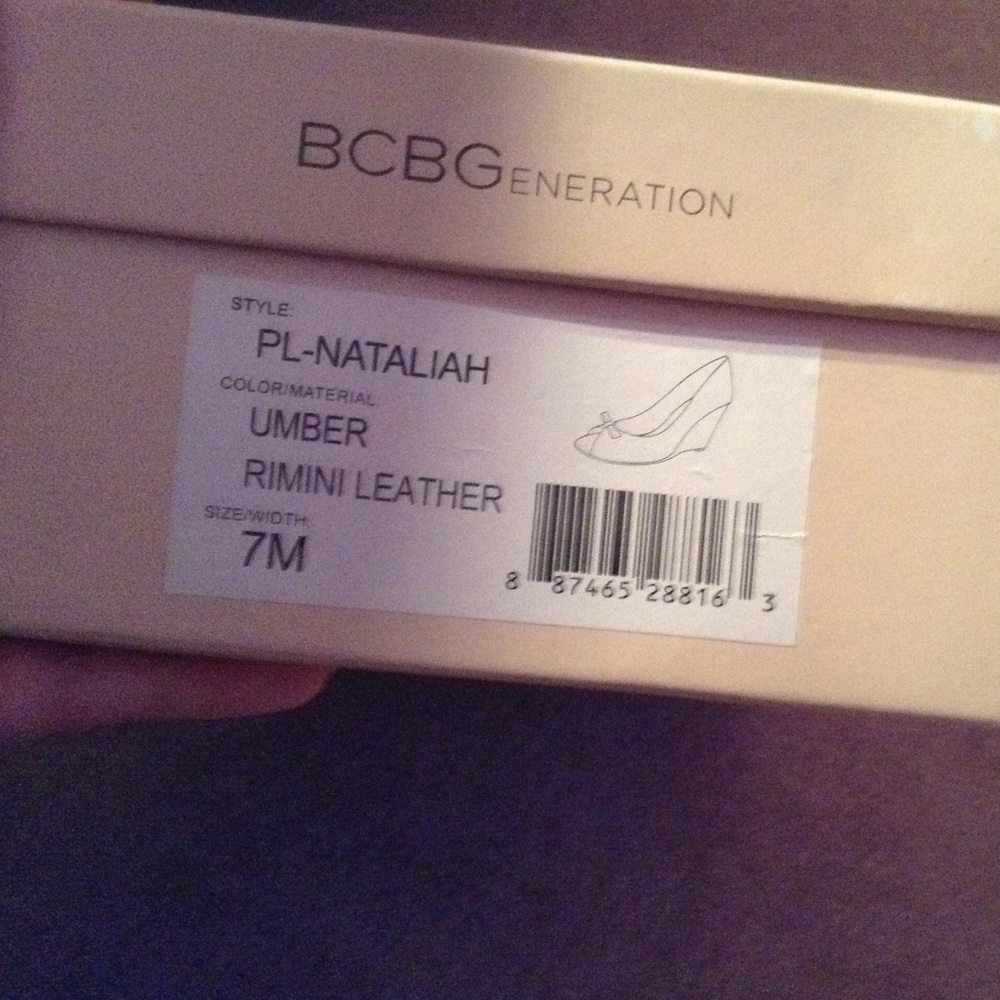 BCBGENERATION
STYLE:
PL-NATALIAH
COLOR/MATERIAL
UMBER
RIMINI LEATHER
SIZE/WIDTH:
7M
8 87465 28816 3